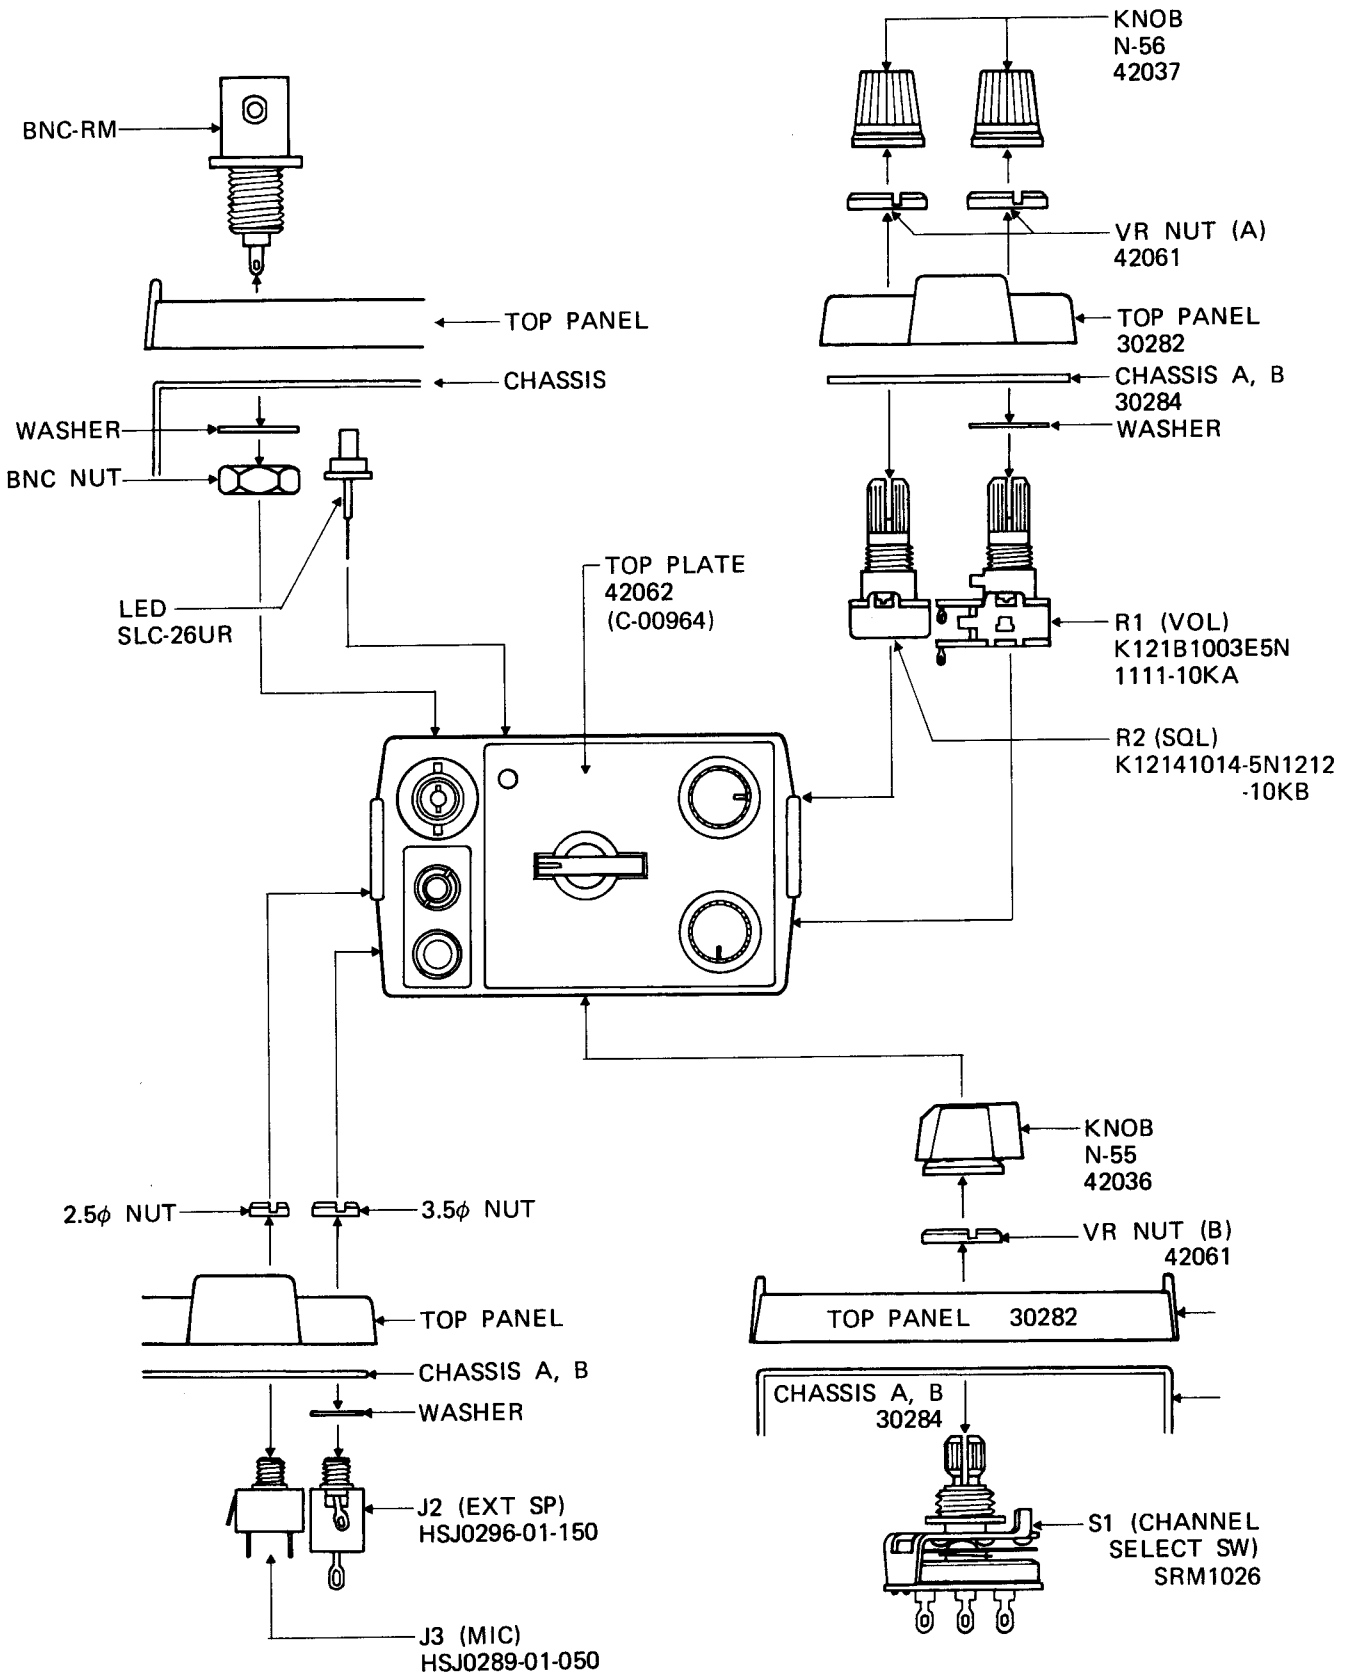 KNOB
N-56
42037
BNC-RM
VR NUT (A)
42061
TOP PANEL
TOP PANEL
30282
CHASSIS
CHASSIS A, B
30284
WASHER
WASHER
BNC NUT
LED
SLC-26UR
TOP PLATE
42062
(C-00964)
R1 (VOL)
K121B1003E5N
1111-10KA
R2 (SQL)
K12141014-5N1212
-10KB
KNOB
N-55
42036
2.5ϕ NUT
3.5ϕ NUT
VR NUT (B)
42061
TOP PANEL
TOP PANEL 30282
CHASSIS A, B
CHASSIS A, B
30284
WASHER
J2 (EXT SP)
HSJ0296-01-150
S1 (CHANNEL
SELECT SW)
SRM1026
J3 (MIC)
HSJ0289-01-050